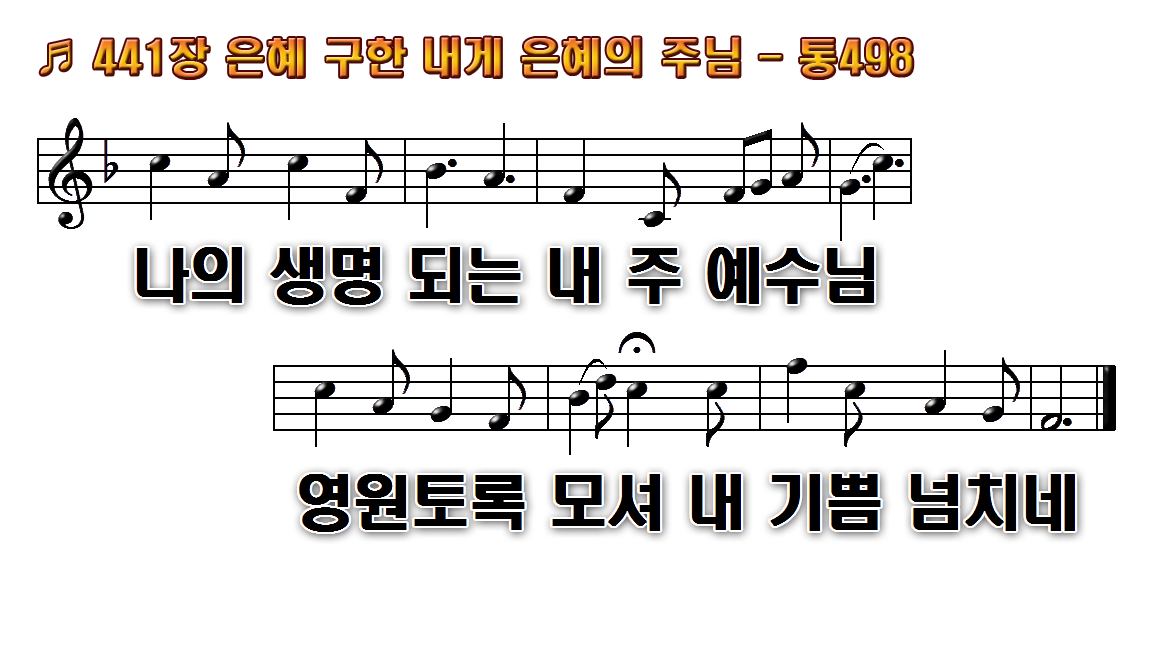 ♬ 441장 은혜 구한 내게 은혜의 주님 - 통498
나의 생명 되는 내 주 예수님
영원토록 모셔 내 기쁨 넘치네